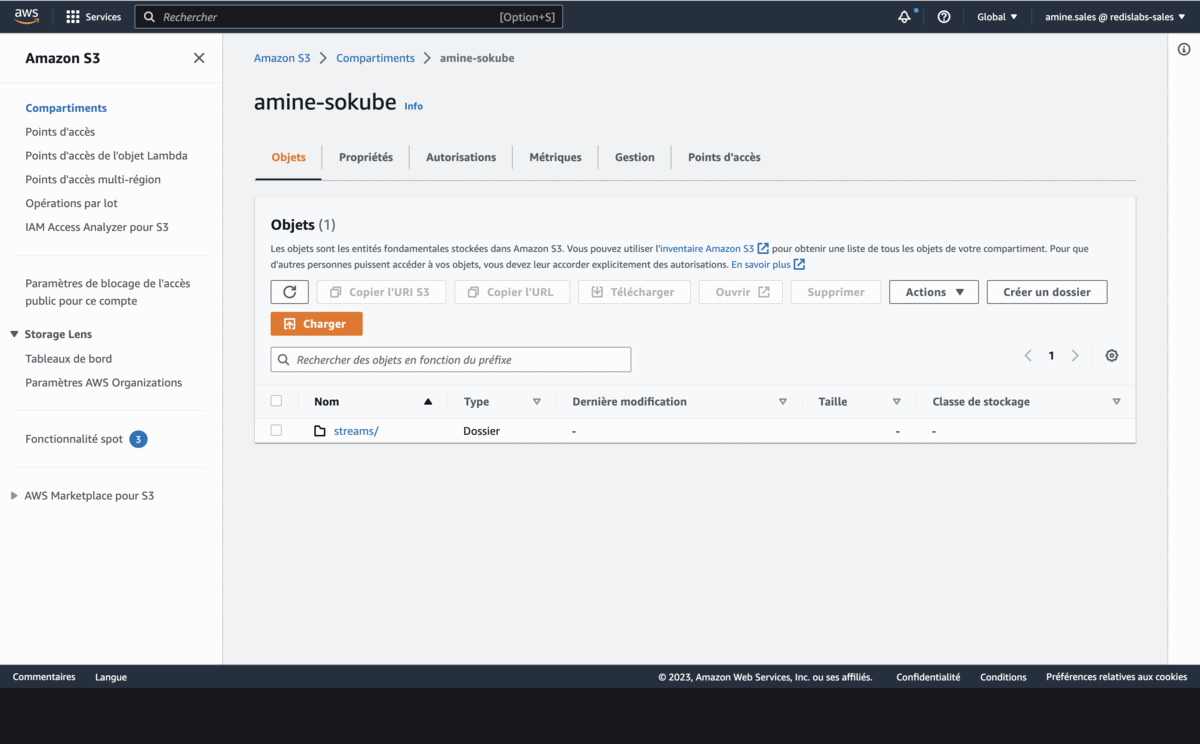 aws
Services
Rechercher [Option+S]
Global
amine.sales @ redislabs-sales
Amazon S3
Compartiments
Points d'accès
Points d'accès de l'objet Lambda
Points d'accès multi-région
Opérations par lot
IAM Access Analyzer pour S3
Paramètres de blocage de l'accès
public pour ce compte
Storage Lens
Tableaux de bord
Paramètres AWS Organizations
Fonctionnalité spot 3
AWS Marketplace pour S3
Amazon S3 > Compartiments > amine-sokube
amine-sokube Info
Objets Propriétés Autorisations Métriques Gestion Points d'accès
Objets (1)
Les objets sont les entités fondamentales stockées dans Amazon S3. Vous pouvez utiliser l'inventaire Amazon S3 pour obtenir une liste de tous les objets de votre compartiment. Pour que
d'autres personnes puissent accéder à vos objets, vous devez leur accorder explicitement des autorisations. En savoir plus
Copier l'URI S3 Copier l'URL Télécharger Ouvrir Supprimer Actions Créer un dossier
Charger
Rechercher des objets en fonction du préfixe
1
Nom Type Dernière modification Taille Classe de stockage
streams/ Dossier - - -
Commentaires Langue © 2023, Amazon Web Services, Inc. ou ses affiliés. Confidentialité Conditions Préférences relatives aux cookies